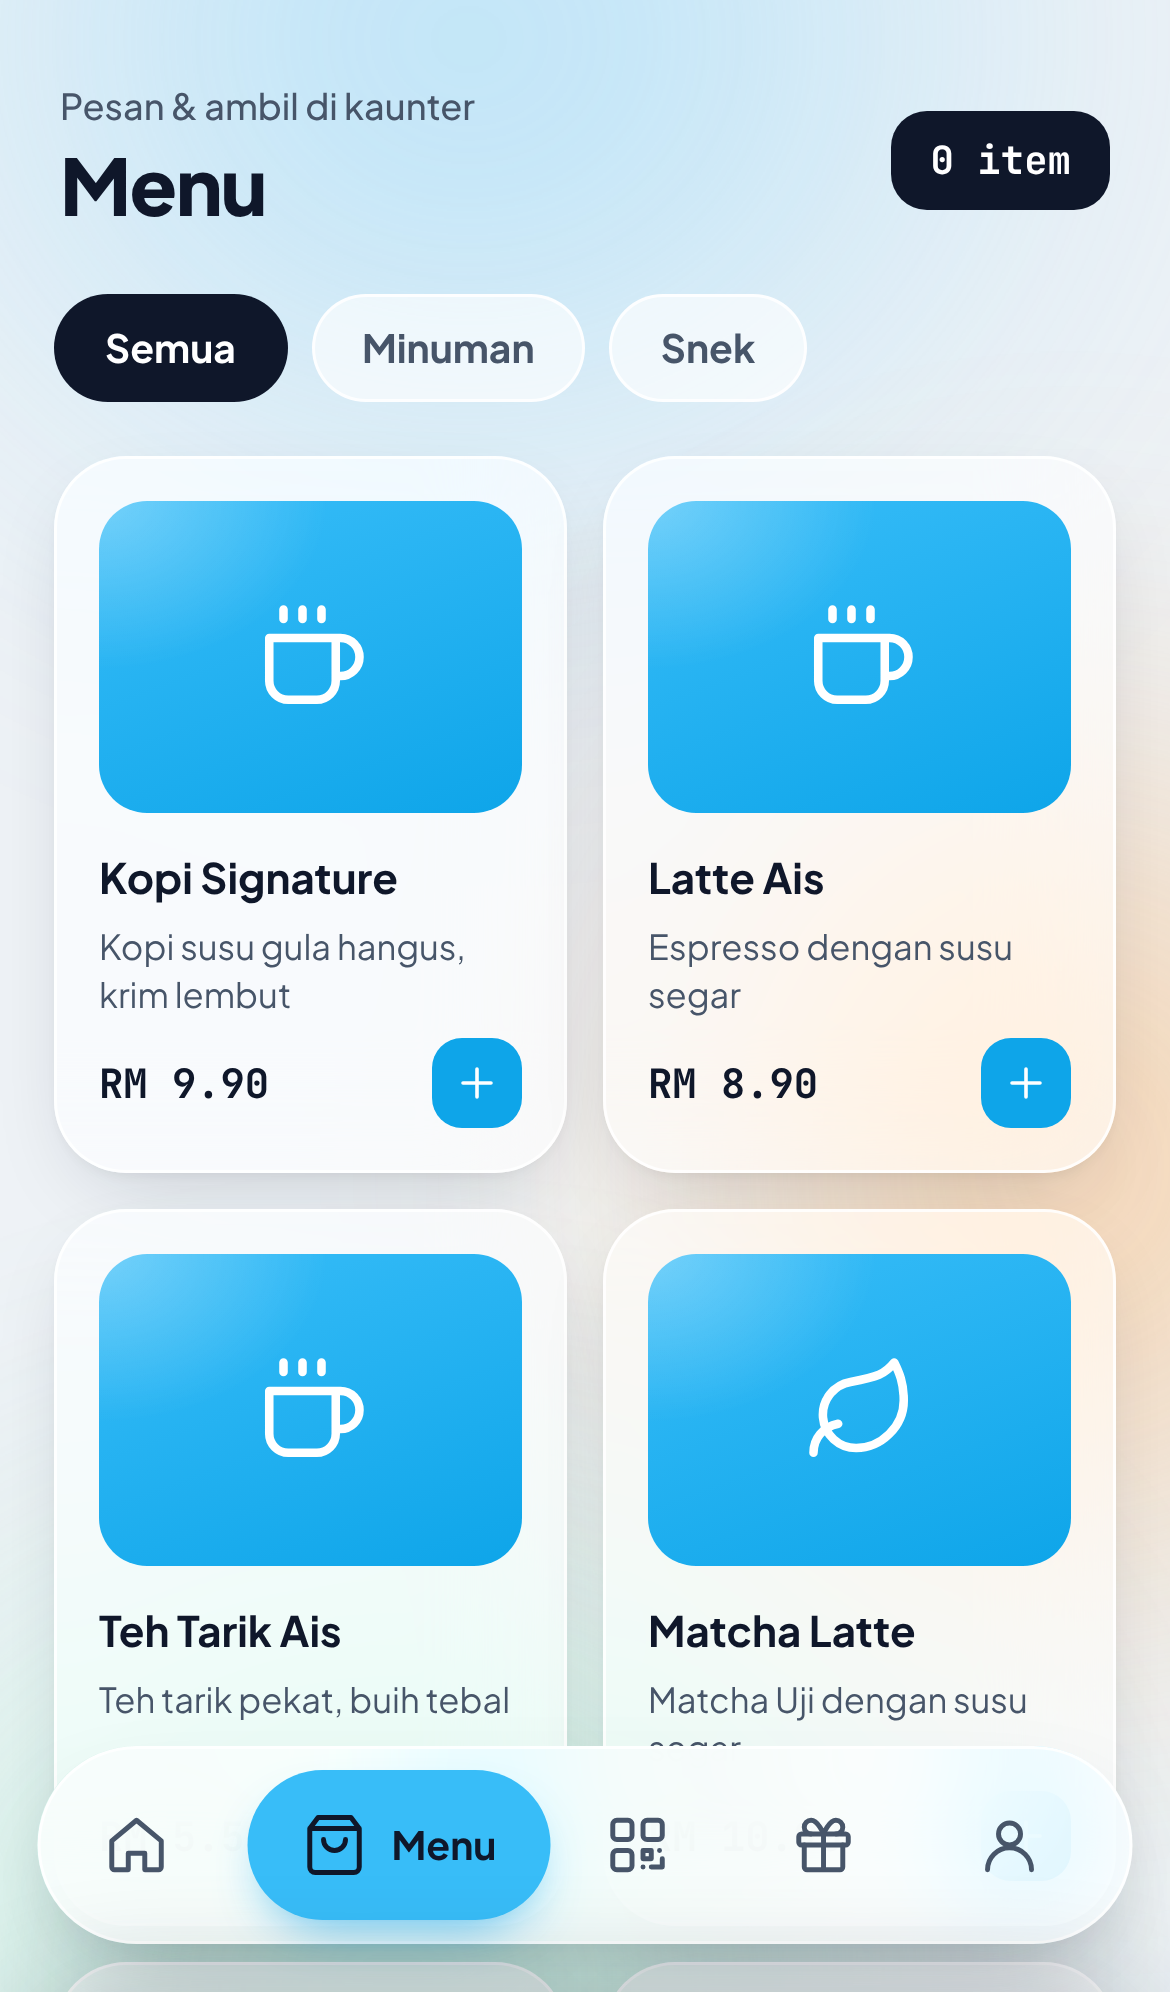 Pesan & ambil di kaunter
Menu
0 item
Semua
Minuman
Snek
Kopi Signature
Kopi susu gula hangus,
krim lembut
RM 9.90
Latte Ais
Espresso dengan susu
segar
RM 8.90
Teh Tarik Ais
Teh tarik pekat, buih tebal
Matcha Latte
Matcha Uji dengan susu
segar
Menu